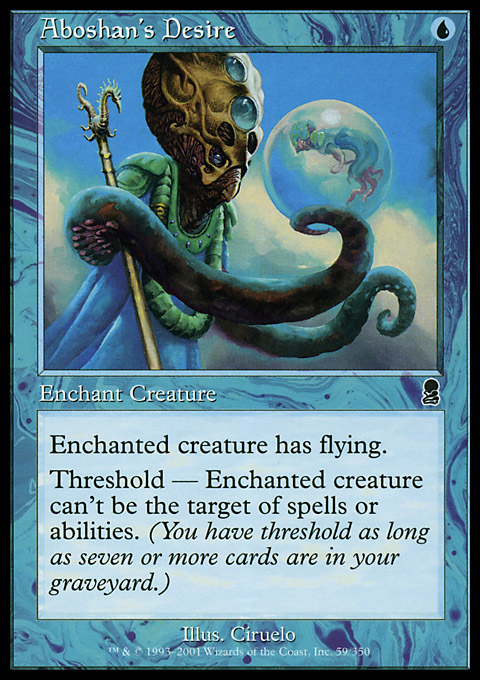 Aboshan's Desire
Enchant Creature
Enchanted creature has flying.
Threshold — Enchanted creature
can't be the target of spells or
abilities. (You have threshold as long
as seven or more cards are in your
graveyard.)
Illus. Ciruelo
™ & © 1993-2001 Wizards of the Coast, Inc. 59/350